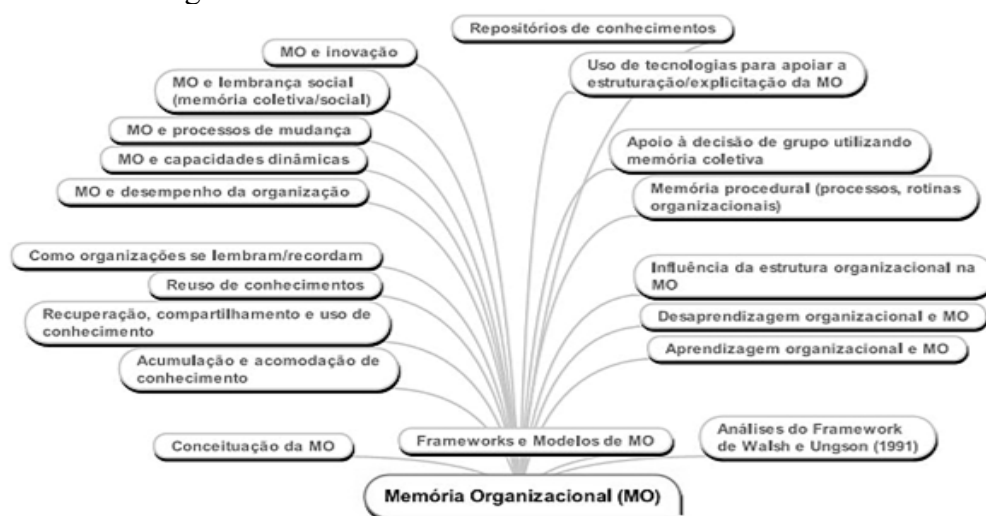 Repositórios de conhecimentos
MO e inovação
Uso de tecnologias para apoiar a
estruturação/explicitação da MO
MO e lembrança social
(memória coletiva/social)
MO e processos de mudança
Apoio à decisão de grupo utilizando
memória coletiva
MO e capacidades dinâmicas
MO e desempenho da organização
Memória procedural (processos, rotinas
organizacionais)
Como organizações se lembram/recordam
Influência da estrutura organizacional na
MO
Reuso de conhecimentos
Recuperação, compartilhamento e uso de
conhecimento
Desaprendizagem organizacional e MO
Aprendizagem organizacional e MO
Acumulação e acomodação de
conhecimento
Conceituação da MO
Frameworks e Modelos de MO
Análises do Framework
de Walsh e Ungson (1991)
Memória Organizacional (MO)